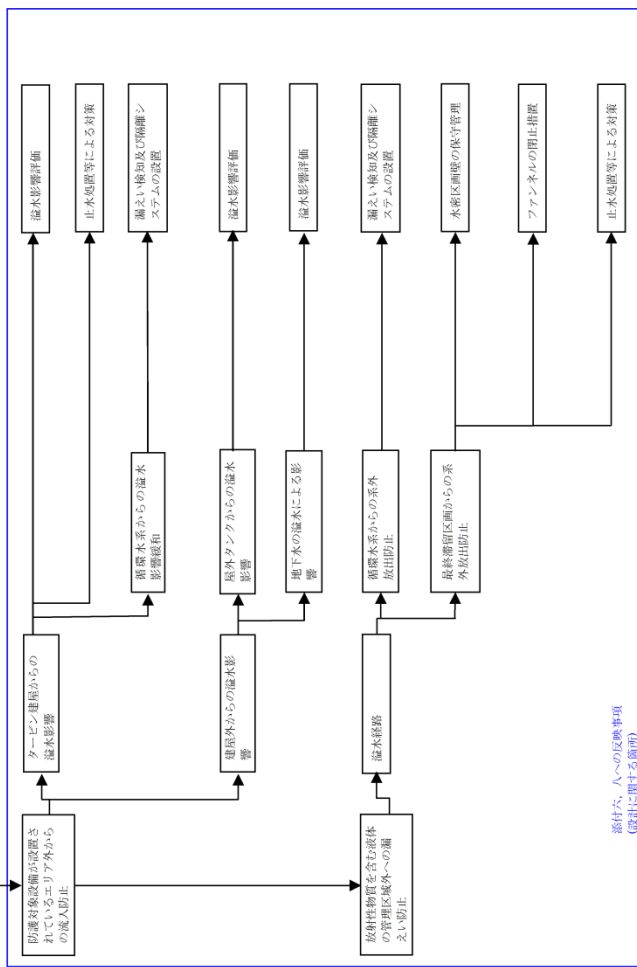 防護対象設備が設置さ
れているエリア外から
の流入防止
タービン建屋からの
溢水影響
溢水影響評価
止水処置等による対策
循環水系からの溢水
影響緩和
漏えい検知及び隔離シ
ステムの設置
建屋外からの溢水影
響
屋外タンクからの溢水
影響
溢水影響評価
地下水の溢水による影
響
溢水影響評価
放射性物質を含む液体
の管理区域外への漏
えい防止
溢水経路
循環水系からの系外
放出防止
漏えい検知及び隔離シ
ステムの設置
最終滞留区画からの系
外放出防止
水密区画壁の保守管理
ファンネルの閉止措置
止水処置等による対策
添付六，八への反映事項
(設計に関する箇所)